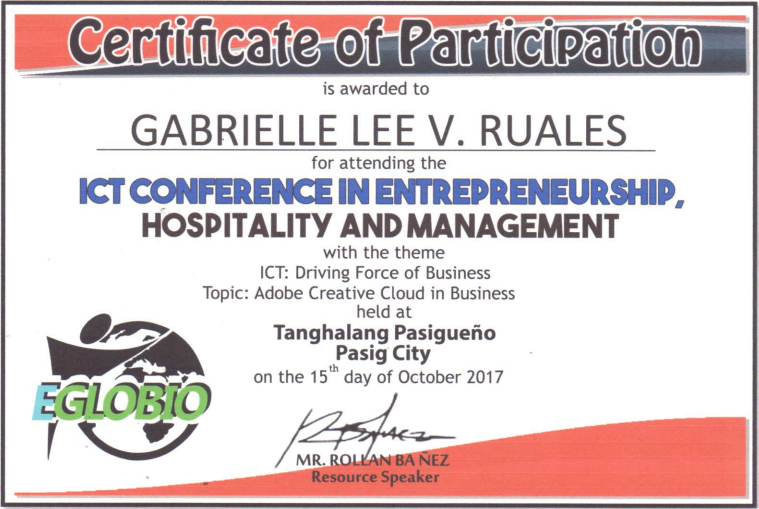 Certificate of Participation
is awarded to
GABRIELLE LEE V. RUALES
for attending the
ICT CONFERENCE IN ENTREPRENEURSHIP,
HOSPITALITY AND MANAGEMENT
with the theme
ICT: Driving Force of Business
Topic: Adobe Creative Cloud in Business
held at
Tanghalang Pasigueño
Pasig City
on the 15th day of October 2017
EGLOBIO
MR. ROLLAN BA ÑEZ
Resource Speaker